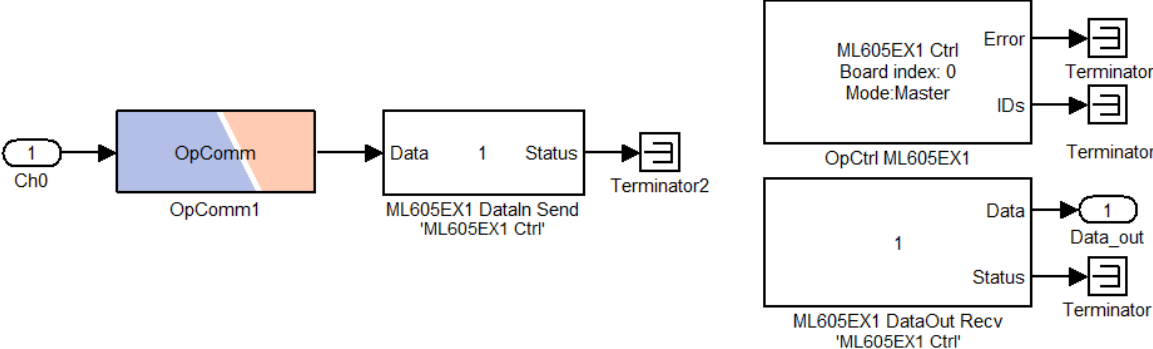 1
Ch0
OpComm
OpComm1
Data 1 Status
ML605EX1 DataIn Send
'ML605EX1 Ctrl'
Terminator2
ML605EX1 Ctrl
Board index: 0
Mode:Master
Error
IDs
OpCtrl ML605EX1
Terminator
Terminator
Data
1
Status
ML605EX1 DataOut Recv
'ML605EX1 Ctrl'
1
Data_out
Terminator